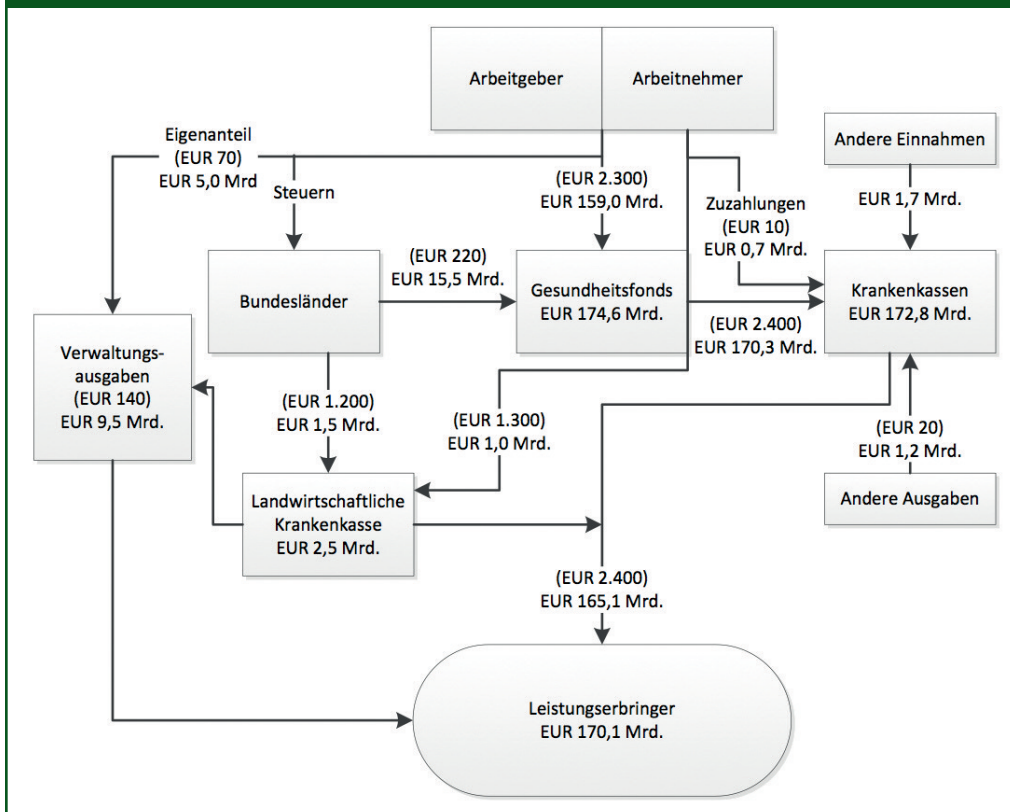 Arbeitgeber
Arbeitnehmer
Eigenanteil
(EUR 70)
EUR 5,0 Mrd
Steuern
(EUR 2.300)
EUR 159,0 Mrd.
Zuzahlungen
(EUR 10)
EUR 0,7 Mrd.
Andere Einnahmen
EUR 1,7 Mrd.
Bundesländer
(EUR 220)
EUR 15,5 Mrd.
Gesundheitsfonds
EUR 174,6 Mrd.
(EUR 2.400)
EUR 170,3 Mrd.
Krankenkassen
EUR 172,8 Mrd.
Verwaltungs-
ausgaben
(EUR 140)
EUR 9,5 Mrd.
(EUR 1.200)
EUR 1,5 Mrd.
(EUR 1.300)
EUR 1,0 Mrd.
(EUR 20)
EUR 1,2 Mrd.
Andere Ausgaben
Landwirtschaftliche
Krankenkasse
EUR 2,5 Mrd.
(EUR 2.400)
EUR 165,1 Mrd.
Leistungserbringer
EUR 170,1 Mrd.